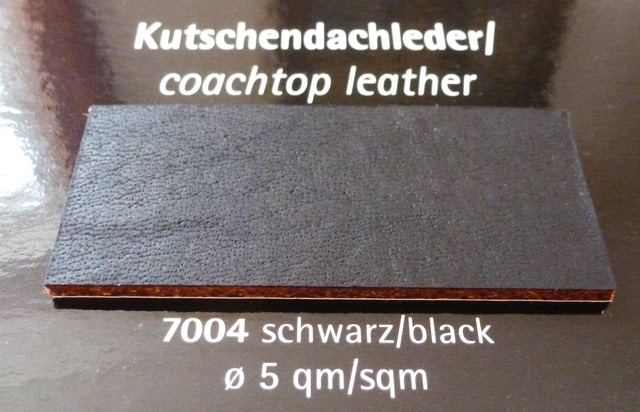 Kutschendachleder|
coachtop leather
7004 schwarz/black
ø 5 qm/sqm